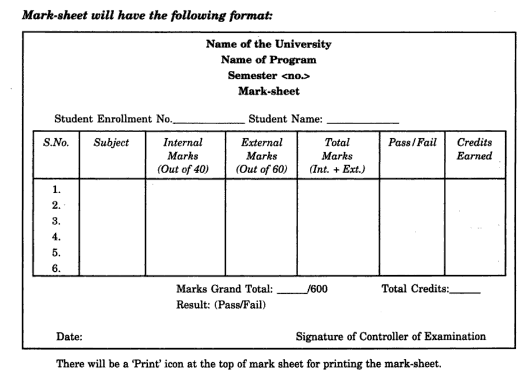 Mark-sheet will have the following format:
Name of the University
Name of Program
Semester <no.>
Mark-sheet
Student Enrollment No.__________ Student Name: __________
S.No. Subject Internal Marks (Out of 40) External Marks (Out of 60) Total Marks (Int. + Ext.) Pass/Fail Credits Earned
1.
2.
3.
4.
5.
6.
Marks Grand Total: _____/600 Total Credits:_____
Result: (Pass/Fail)
Date: Signature of Controller of Examination
There will be a 'Print' icon at the top of mark sheet for printing the mark-sheet.